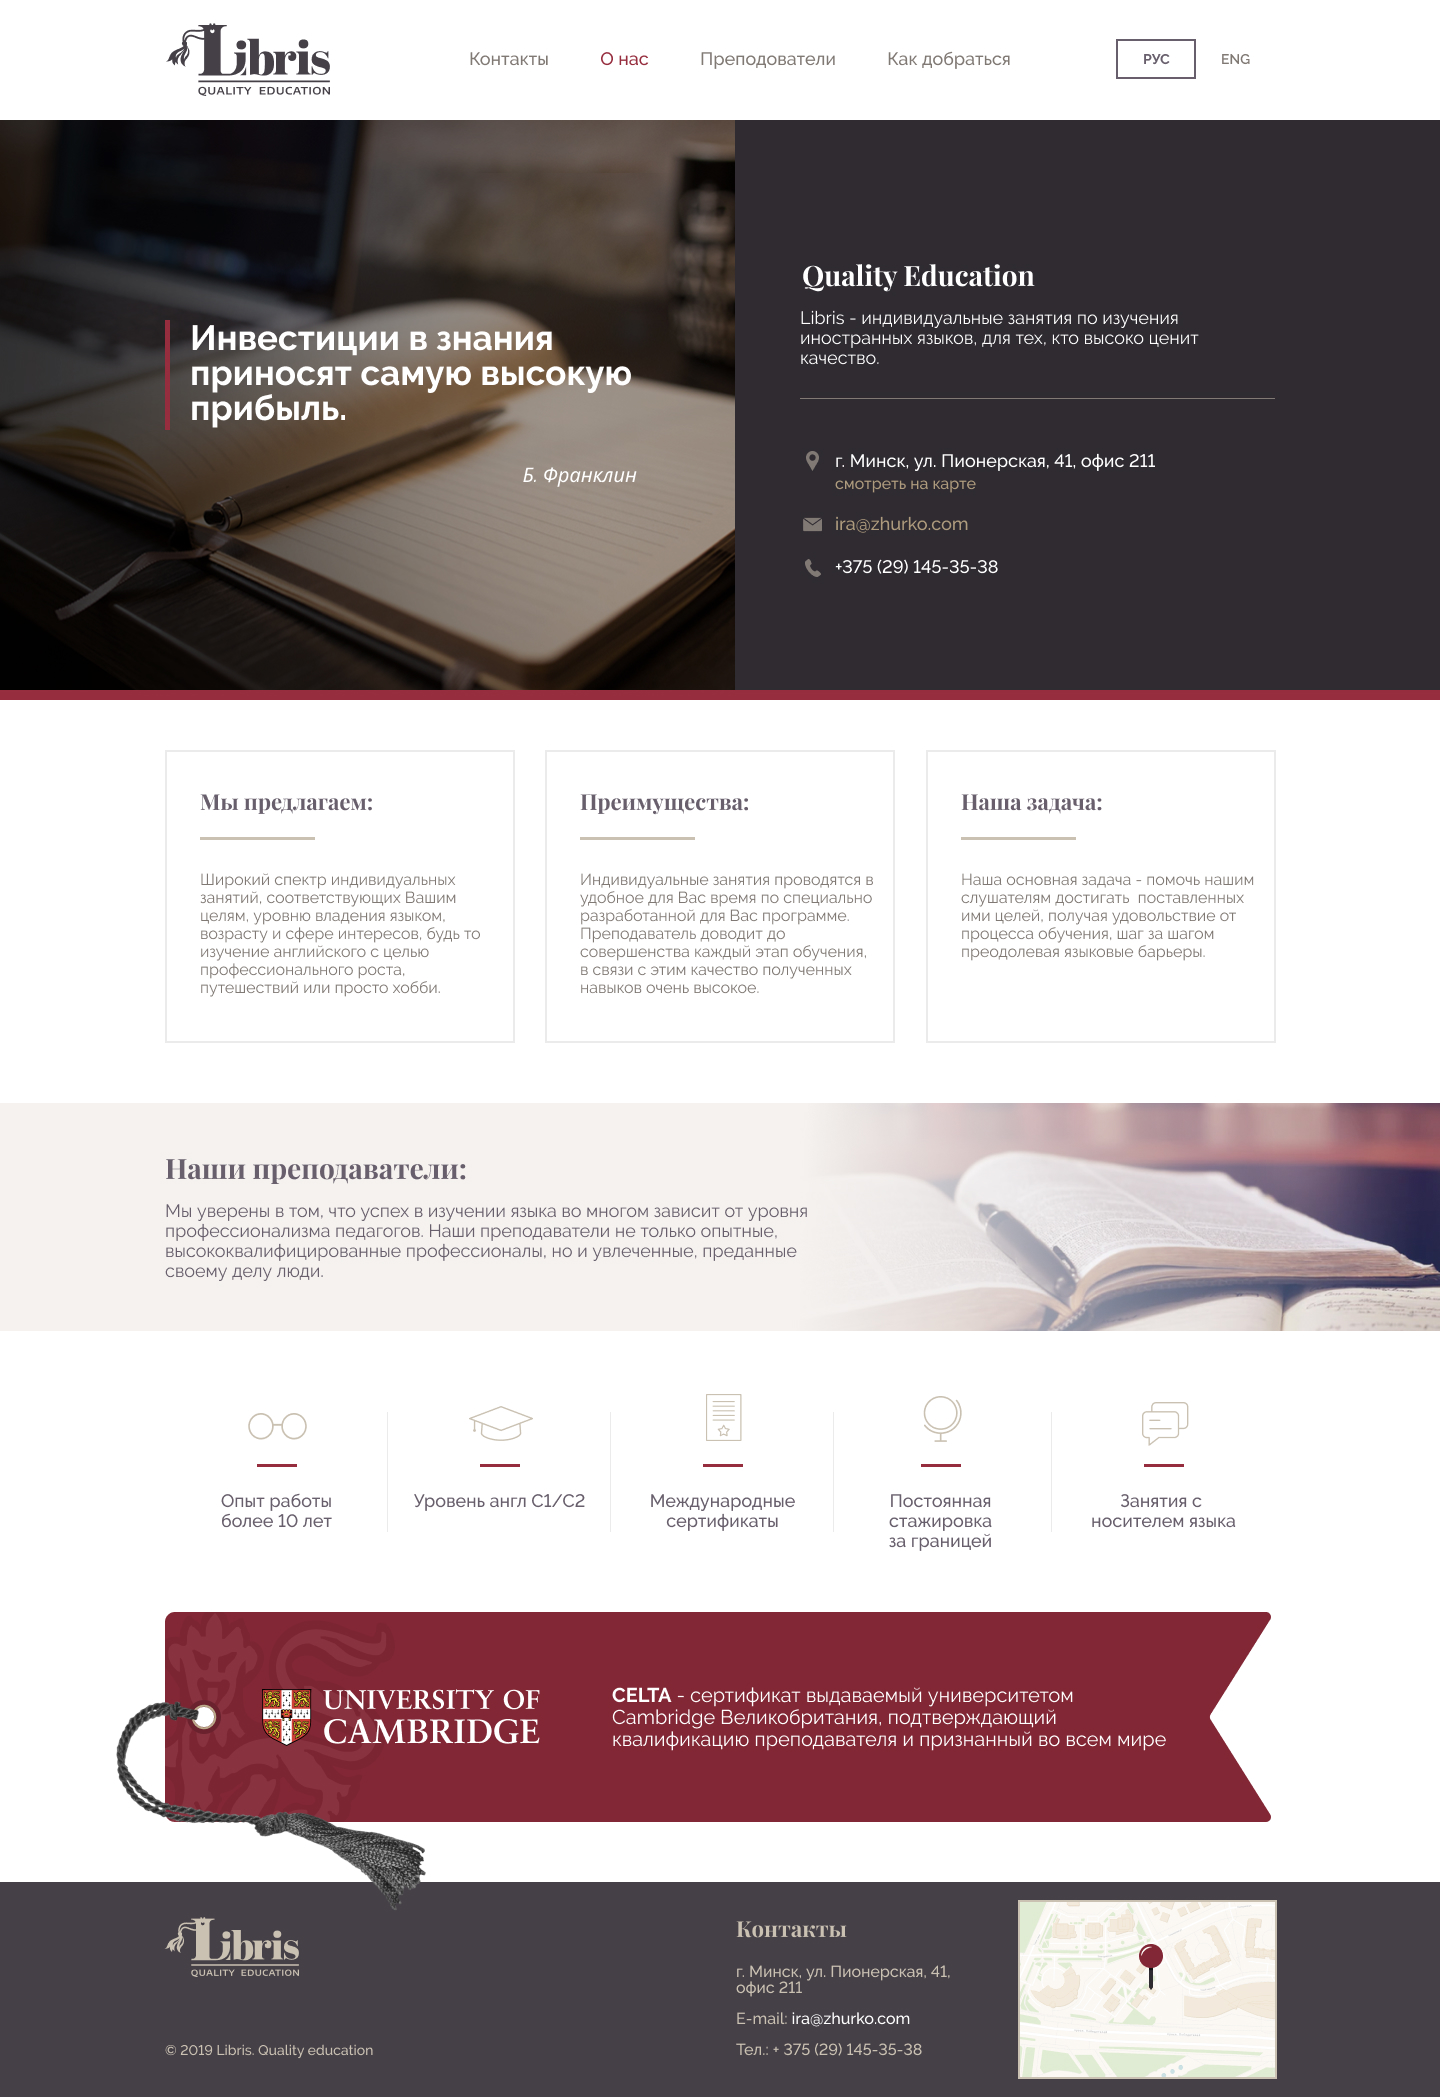 Libris
QUALITY EDUCATION
Контакты
О нас
Преподователи
Как добраться
РУС
ENG
Инвестиции в знания
приносят самую высокую
прибыль.
Б. Франклин
Quality Education
Libris - индивидуальные занятия по изучения
иностранных языков, для тех, кто высоко ценит
качество.
г. Минск, ул. Пионерская, 41, офис 211
смотреть на карте
ira@zhurko.com
+375 (29) 145-35-38
Мы предлагаем:
Широкий спектр индивидуальных
занятий, соответствующих Вашим
целям, уровню владения языком,
возрасту и сфере интересов, будь то
изучение английского с целью
профессионального роста,
путешествий или просто хобби.
Преимущества:
Индивидуальные занятия проводятся в
удобное для Вас время по специально
разработанной для Вас программе.
Преподаватель доводит до
совершенства каждый этап обучения,
в связи с этим качество полученных
навыков очень высокое.
Наша задача:
Наша основная задача - помочь нашим
слушателям достигать  поставленных
ими целей, получая удовольствие от
процесса обучения, шаг за шагом
преодолевая языковые барьеры.
Наши преподаватели:
Мы уверены в том, что успех в изучении языка во многом зависит от уровня
профессионализма педагогов. Наши преподаватели не только опытные,
высококвалифицированные профессионалы, но и увлеченные, преданные
своему делу люди.
Опыт работы
более 10 лет
Уровень англ C1/C2
Международные
сертификаты
Постоянная
стажировка
за границей
Занятия с
носителем языка
UNIVERSITY OF
CAMBRIDGE
CELTA - сертификат выдаваемый университетом
Cambridge Великобритания, подтверждающий
квалификацию преподавателя и признанный во всем мире
Libris
QUALITY EDUCATION
© 2019 Libris. Quality education
Контакты
г. Минск, ул. Пионерская, 41,
офис 211
E-mail: ira@zhurko.com
Тел.: + 375 (29) 145-35-38